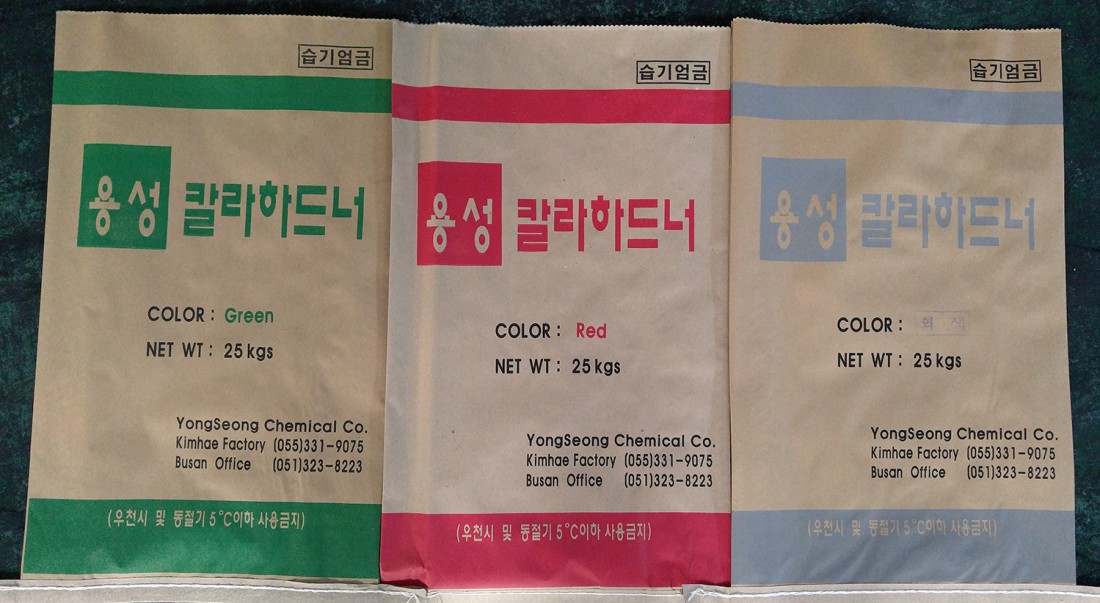 습기엄금
용성 칼라하드너
COLOR : Green
NET WT : 25 kgs
YongSeong Chemical Co.
Kimhae Factory (055)331-9075
Busan Office (051)323-8223
(우천시 및 동절기 5°C이하 사용금지)
습기엄금
용성 칼라하드너
COLOR : Red
NET WT : 25 kgs
YongSeong Chemical Co.
Kimhae Factory (055)331-9075
Busan Office (051)323-8223
(우천시 및 동절기 5°C이하 사용금지)
습기엄금
용성 칼라하드너
COLOR : 회 색
NET WT : 25 kgs
YongSeong Chemical Co.
Kimhae Factory (055)331-9075
Busan Office (051)323-8223
(우천시 및 동절기 5°C이하 사용금지)